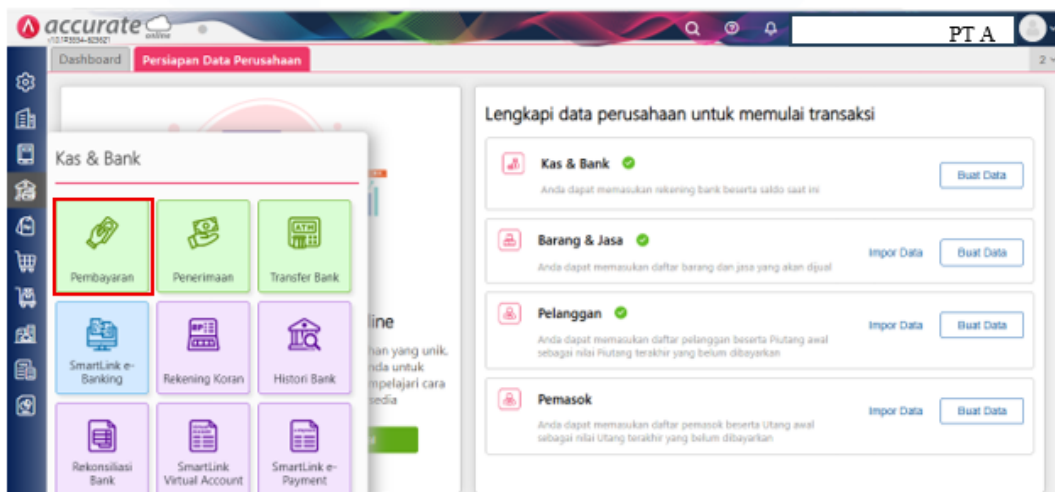 accurate
online
PT A
Dashboard
Persiapan Data Perusahaan
2
Kas & Bank
Pembayaran
Penerimaan
ATM
Transfer Bank
SmartLink e-
Banking
Rekening Koran
Histori Bank
Rekonsiliasi
Bank
SmartLink
Virtual Account
SmartLink e-
Payment
line
han yang unik.
nda untuk
mpelajari cara
sedia
Lengkapi data perusahaan untuk memulai transaksi
Kas & Bank
Anda dapat memasukan rekening bank beserta saldo saat ini
Buat Data
Barang & Jasa
Anda dapat memasukan daftar barang dan jasa yang akan dijual
Impor Data
Buat Data
Pelanggan
Anda dapat memasukan daftar pelanggan beserta Piutang awal
sebagai nilai Piutang terakhir yang belum dibayarkan
Impor Data
Buat Data
Pemasok
Anda dapat memasukan daftar pemasok beserta Utang awal
sebagai nilai Utang terakhir yang belum dibayarkan
Impor Data
Buat Data